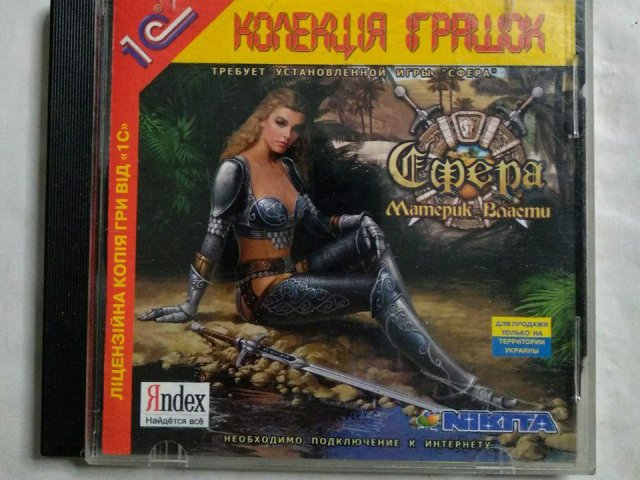 1С®
КОЛЕКЦІЯ ІГРАШОК
ТРЕБУЕТ УСТАНОВЛЕННОЙ ИГРЫ "СФЕРА"
Сфера
Материк Власти
ЛІЦЕНЗІЙНА КОПІЯ ГРИ ВІД «1С»
ДЛЯ ПРОДАЖИ
ТОЛЬКО НА
ТЕРРИТОРИИ
УКРАИНЫ
Яndex
Найдётся всё
NIKITA
НЕОБХОДИМО ПОДКЛЮЧЕНИЕ К ИНТЕРНЕТУ